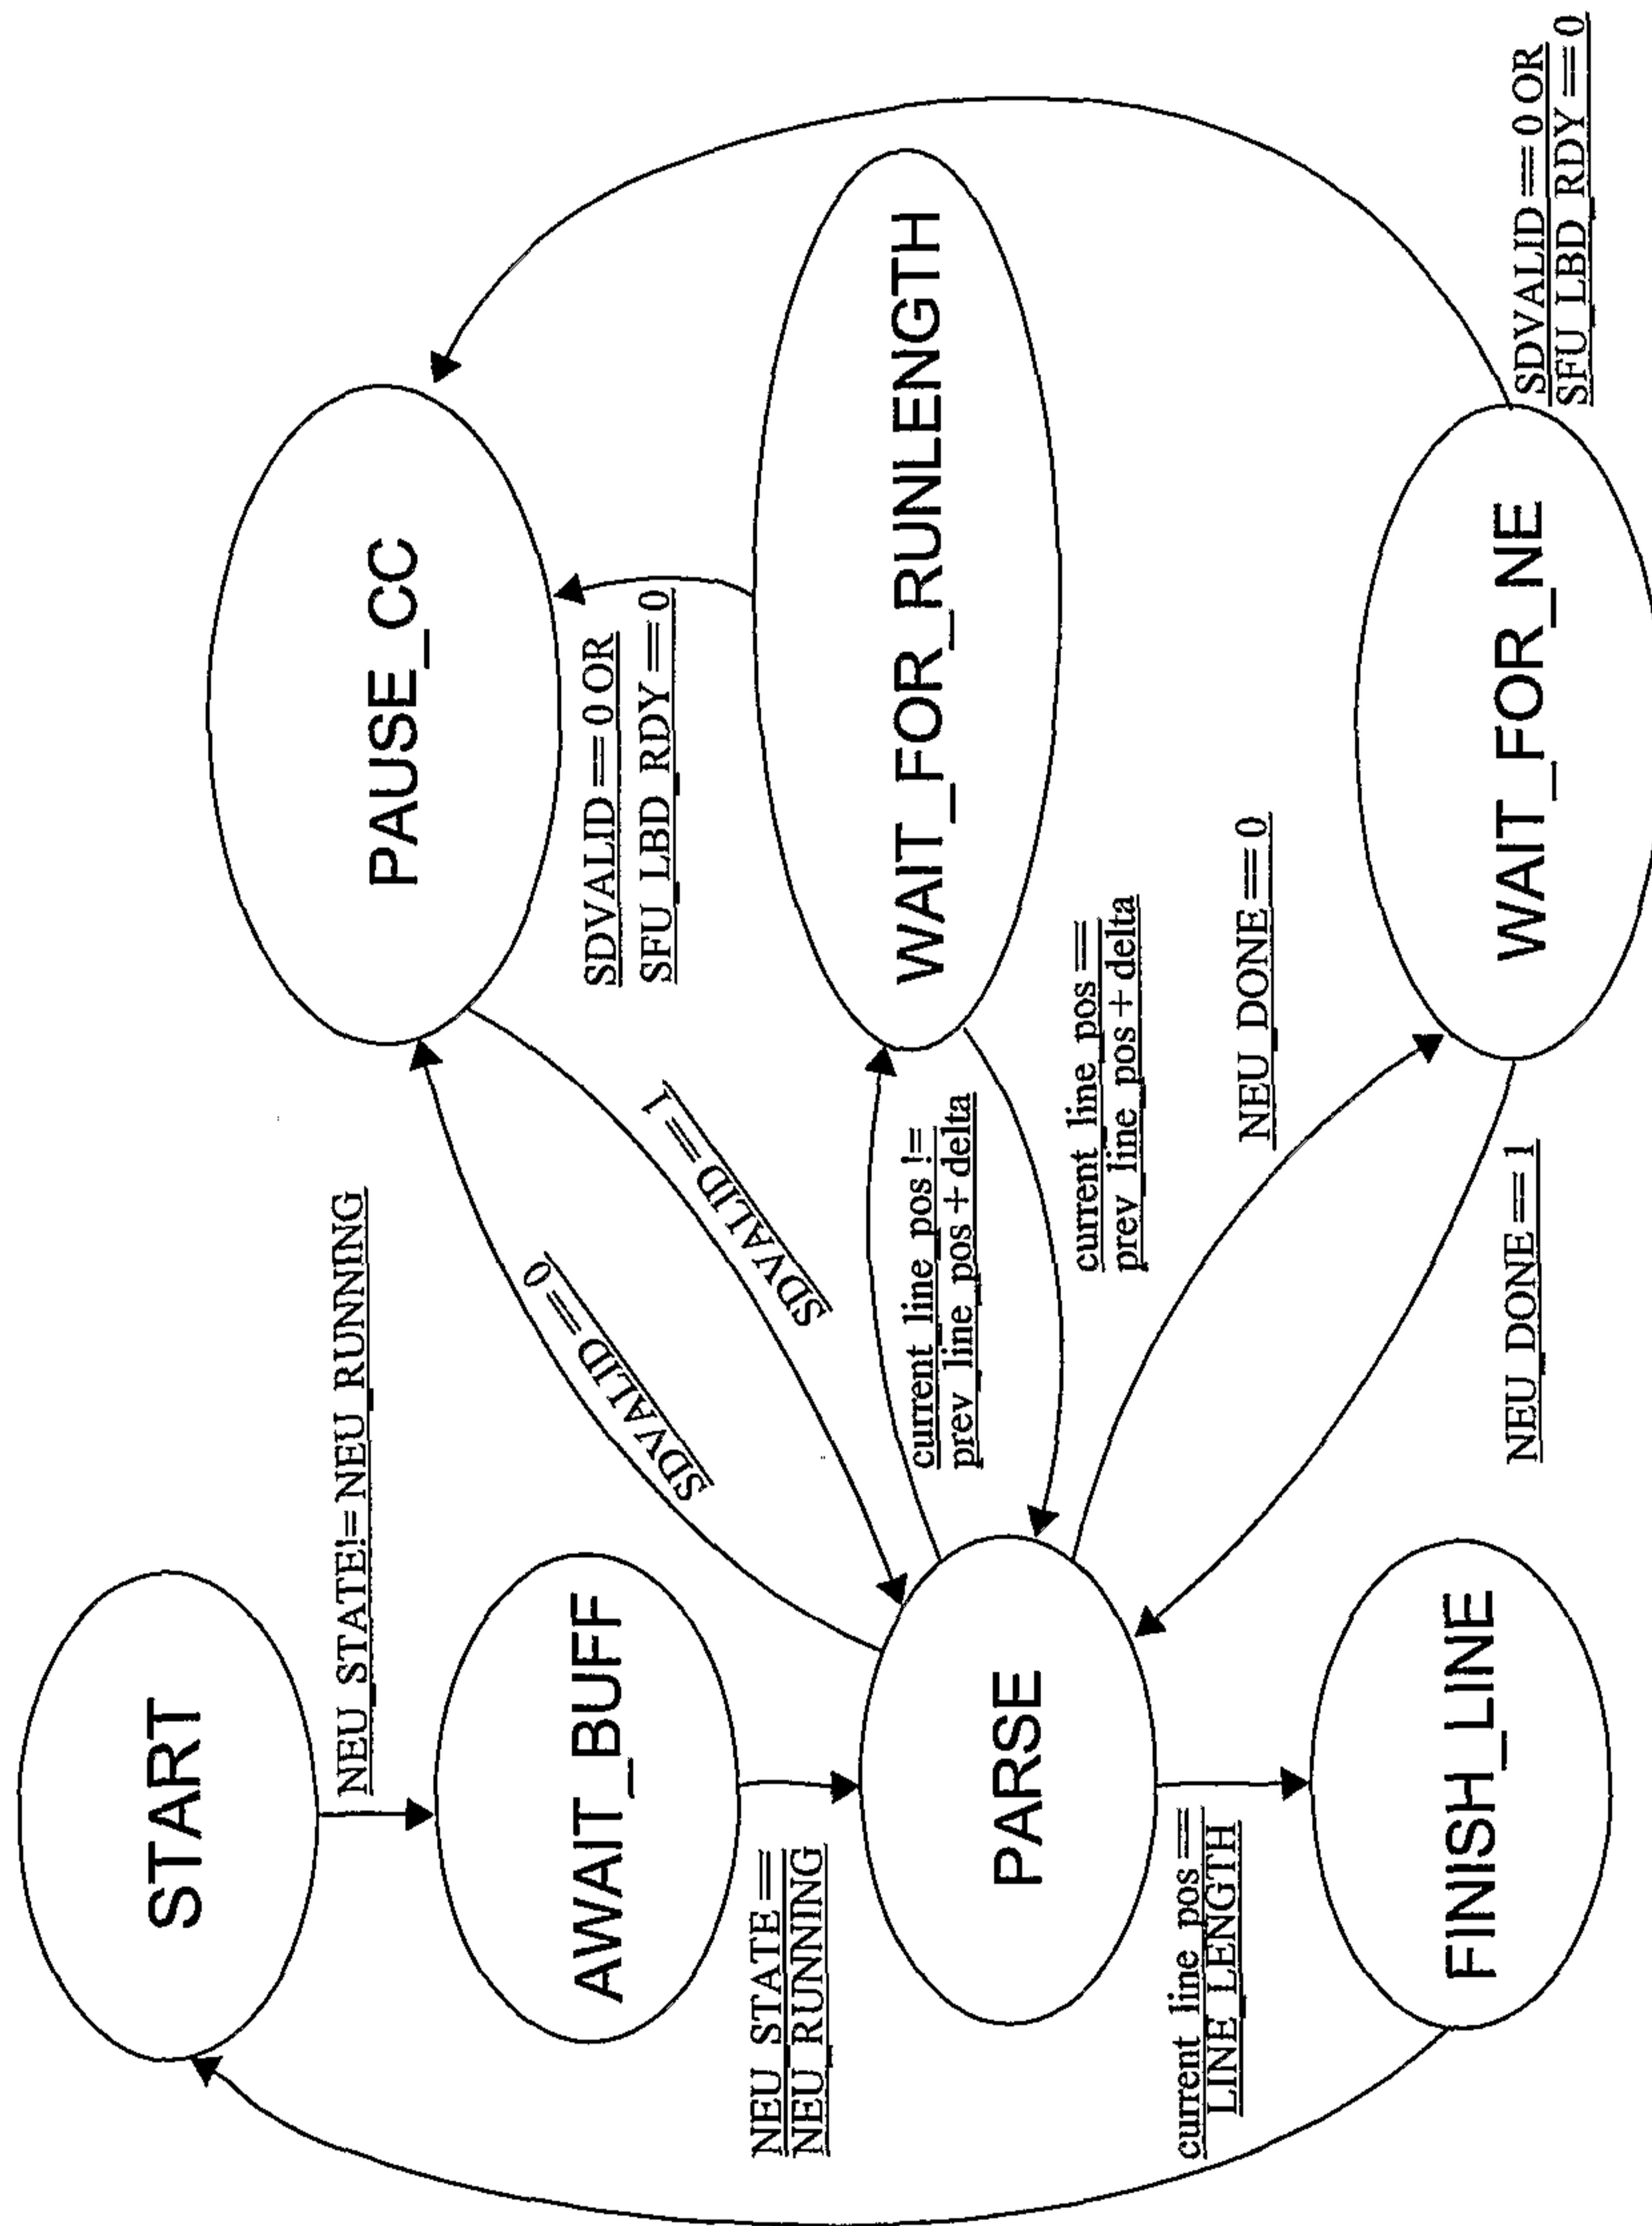 START
NEU_STATE!=NEU_RUNNING
AWAIT_BUFF
NEU_STATE==
NEU_RUNNING
PARSE
current_line_pos==
LINE_LENGTH
FINISH_LINE
PAUSE_CC
SDVALID==0
SDVALID==1
SDVALID==0 OR
SFU_LBD_RDY==0
WAIT_FOR_RUNLENGTH
current_line_pos !=
prev_line_pos+delta
current_line_pos==
prev_line_pos+delta
NEU_DONE==0
WAIT_FOR_NE
NEU_DONE==1
SDVALID==0 OR
SFU_LBD_RDY==0